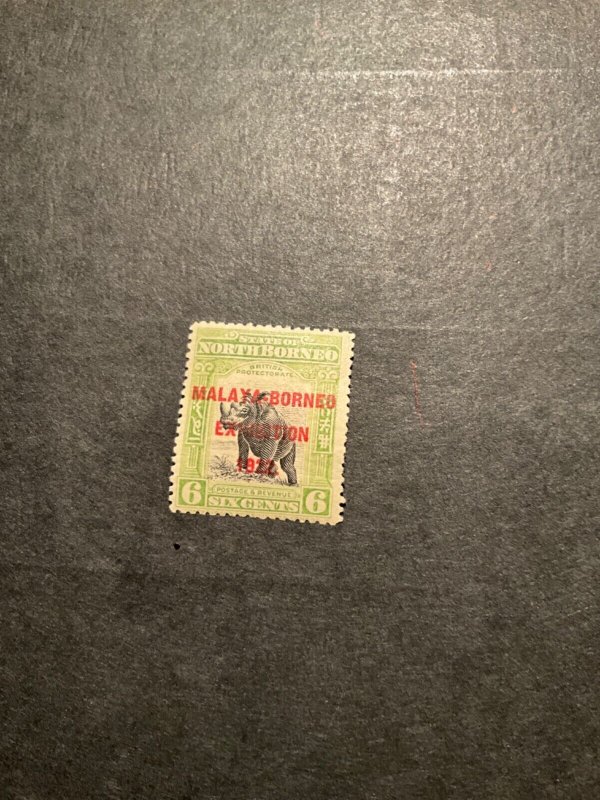 STATE OF
NORTH BORNEO
BRITISH
PROTECTORATE
MALAYA-BORNEO
EXHIBITION
1922
POSTAGE & REVENUE
6 SIX CENTS 6